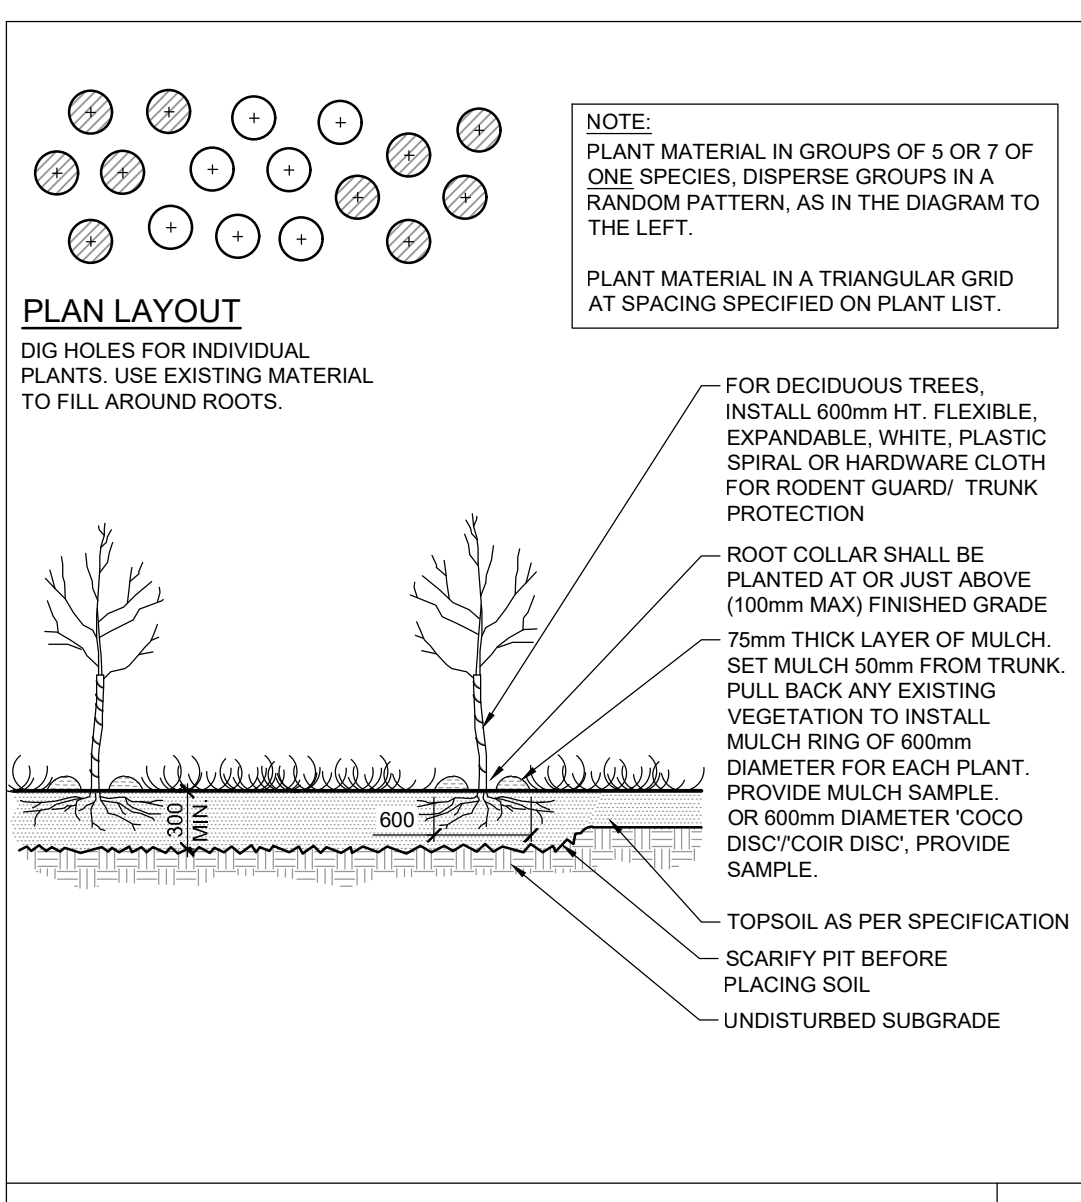 NOTE:
PLANT MATERIAL IN GROUPS OF 5 OR 7 OF
ONE SPECIES, DISPERSE GROUPS IN A
RANDOM PATTERN, AS IN THE DIAGRAM TO
THE LEFT.
PLANT MATERIAL IN A TRIANGULAR GRID
AT SPACING SPECIFIED ON PLANT LIST.
PLAN LAYOUT
DIG HOLES FOR INDIVIDUAL
PLANTS. USE EXISTING MATERIAL
TO FILL AROUND ROOTS.
FOR DECIDUOUS TREES,
INSTALL 600mm HT. FLEXIBLE,
EXPANDABLE, WHITE, PLASTIC
SPIRAL OR HARDWARE CLOTH
FOR RODENT GUARD/ TRUNK
PROTECTION
ROOT COLLAR SHALL BE
PLANTED AT OR JUST ABOVE
(100mm MAX) FINISHED GRADE
75mm THICK LAYER OF MULCH.
SET MULCH 50mm FROM TRUNK.
PULL BACK ANY EXISTING
VEGETATION TO INSTALL
MULCH RING OF 600mm
DIAMETER FOR EACH PLANT.
PROVIDE MULCH SAMPLE.
OR 600mm DIAMETER 'COCO
DISC'/'COIR DISC', PROVIDE
SAMPLE.
300
MIN.
600
TOPSOIL AS PER SPECIFICATION
SCARIFY PIT BEFORE
PLACING SOIL
UNDISTURBED SUBGRADE